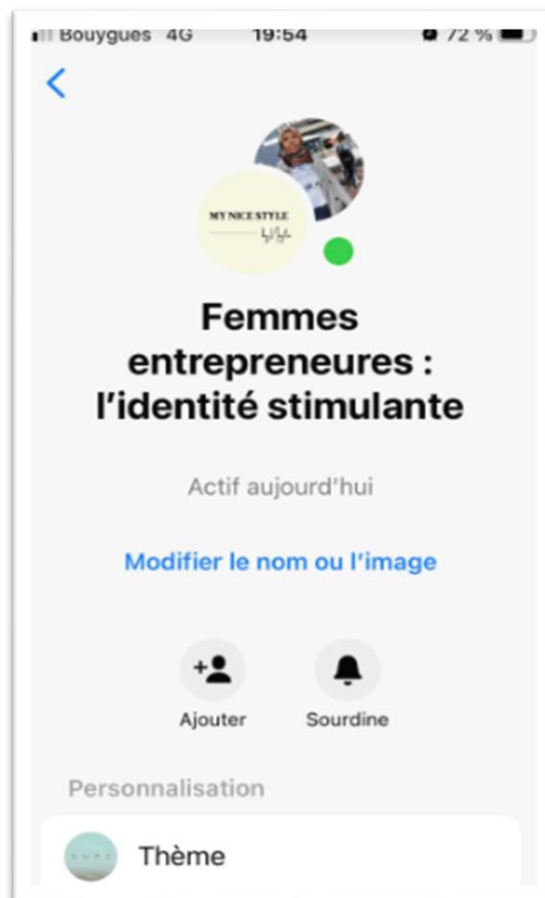 Bouygues 4G 19:54 72 %
MY NICE STYLE
Femmes
entrepreneures :
l'identité stimulante
Actif aujourd'hui
Modifier le nom ou l'image
Ajouter Sourdine
Personnalisation
Thème